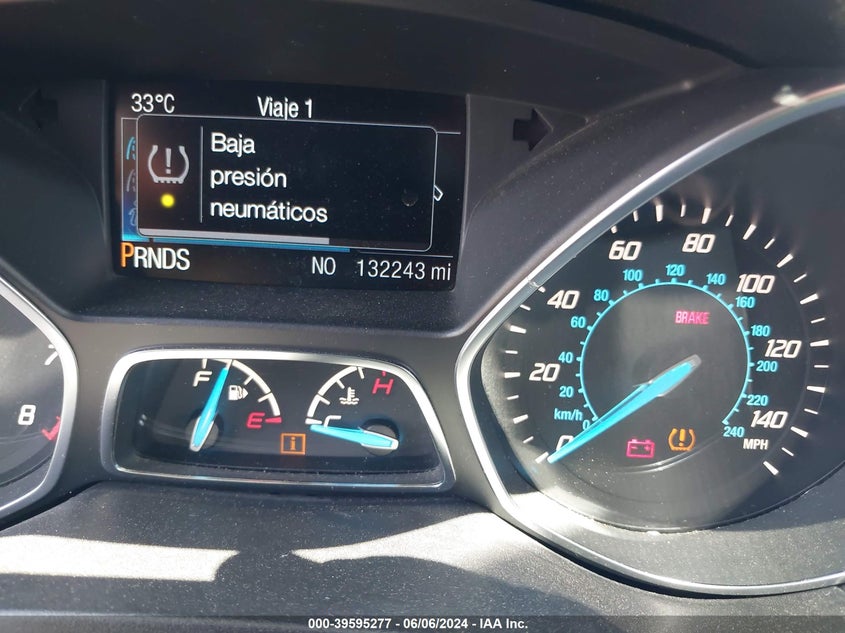 33°C Viaje 1
Baja
presión
neumáticos
PRNDS NO 132243 mi
7
8
F E
C H
i
0 20 40 60 80 100 120 140
MPH
0 20 40 60 80 100 120 140 160 180 200 220 240
km/h
BRAKE
000-39595277 - 06/06/2024 - IAA Inc.